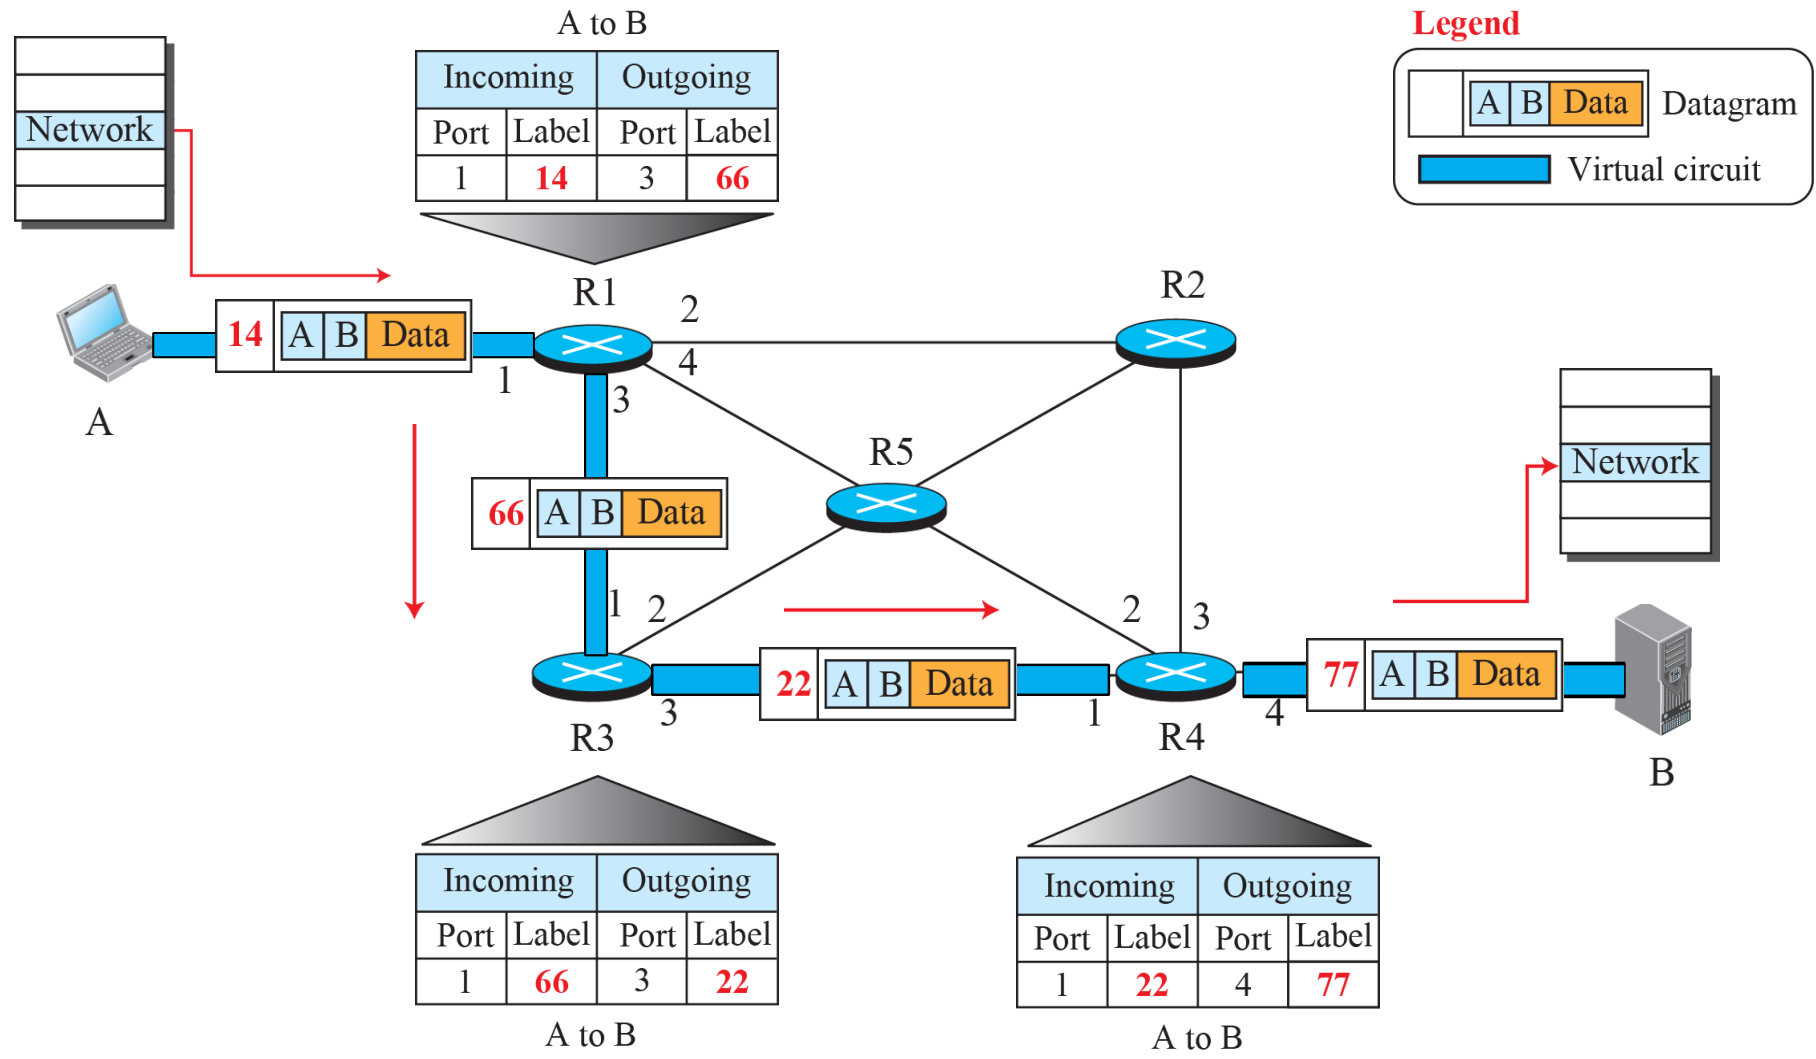 A to B
Legend
Incoming Outgoing
Port Label Port Label
1 14 3 66
A B Data Datagram
Virtual circuit
Network
R1
R2
2
4
14 A B Data
1
3
A
R5
Network
66 A B Data
1
2
2
3
22 A B Data
77 A B Data
3
1
4
R3
R4
B
Incoming Outgoing
Port Label Port Label
1 66 3 22
A to B
Incoming Outgoing
Port Label Port Label
1 22 4 77
A to B